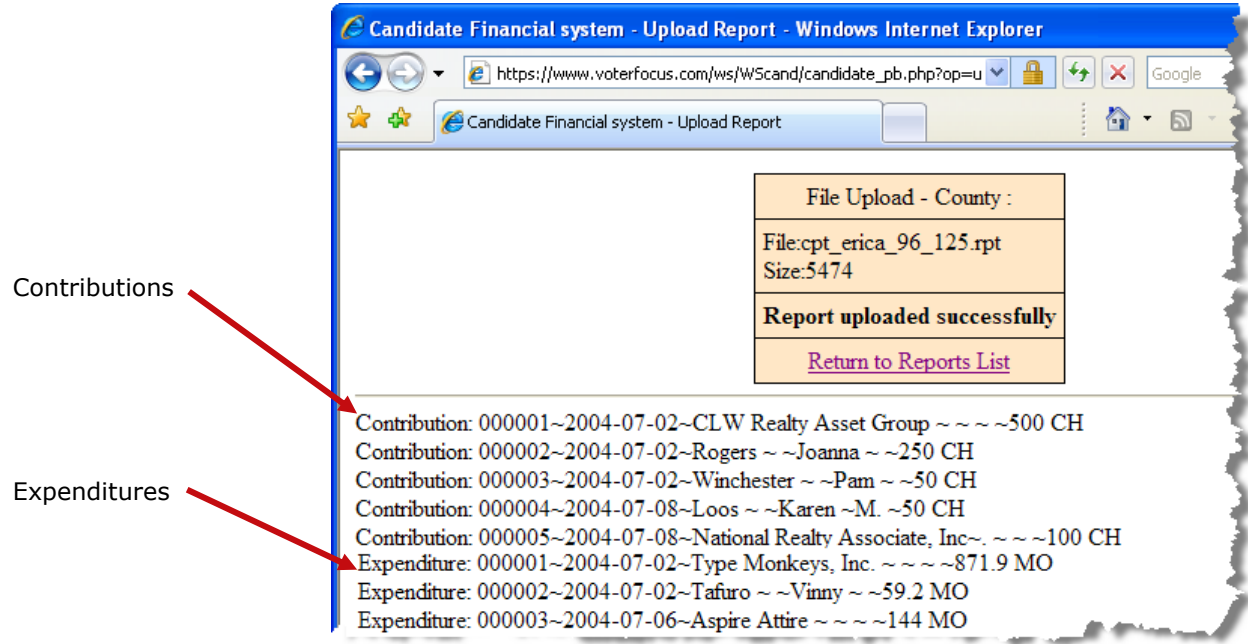 Candidate Financial system - Upload Report - Windows Internet Explorer
https://www.voterfocus.com/ws/WScand/candidate_pb.php?op=u
Google
Candidate Financial system - Upload Report
File Upload - County :
File:cpt_erica_96_125.rpt
Size:5474
Report uploaded successfully
Return to Reports List
Contributions
Contribution: 000001~2004-07-02~CLW Realty Asset Group ~ ~ ~ ~500 CH
Contribution: 000002~2004-07-02~Rogers ~ ~Joanna ~ ~250 CH
Contribution: 000003~2004-07-02~Winchester ~ ~Pam ~ ~50 CH
Contribution: 000004~2004-07-08~Loos ~ ~Karen ~M. ~50 CH
Contribution: 000005~2004-07-08~National Realty Associate, Inc~. ~ ~ ~100 CH
Expenditures
Expenditure: 000001~2004-07-02~Type Monkeys, Inc. ~ ~ ~ ~871.9 MO
Expenditure: 000002~2004-07-02~Tafuro ~ ~Vinny ~ ~59.2 MO
Expenditure: 000003~2004-07-06~Aspire Attire ~ ~ ~ ~144 MO